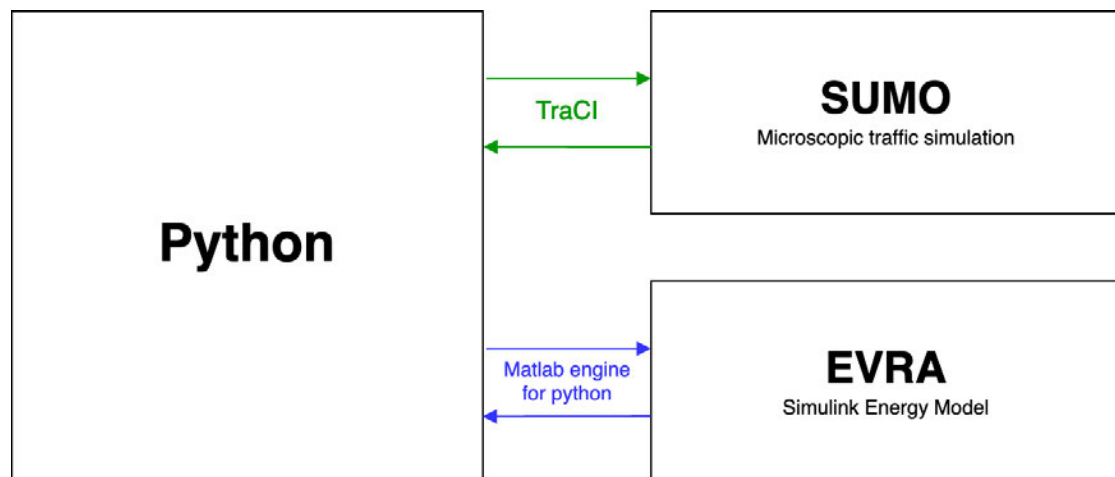 Python
TraCI
SUMO
Microscopic traffic simulation
Matlab engine
for python
EVRA
Simulink Energy Model